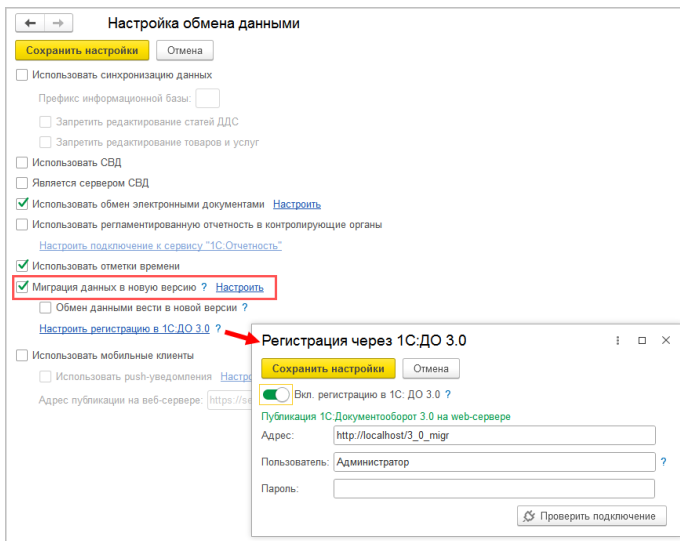 Настройка обмена данными
Сохранить настройки Отмена
Использовать синхронизацию данных
Префикс информационной базы:
Запретить редактирование статей ДДС
Запретить редактирование товаров и услуг
Использовать СВД
Является сервером СВД
Использовать обмен электронными документами Настроить
Использовать регламентированную отчетность в контролирующие органы
Настроить подключение к сервису "1С:Отчетность"
Использовать отметки времени
Миграция данных в новую версию ? Настроить
Обмен данными вести в новой версии ?
Настроить регистрацию в 1С:ДО 3.0 ?
Использовать мобильные клиенты
Использовать push-уведомления Настро
Адрес публикации на веб-сервере: https://se
Регистрация через 1С:ДО 3.0
Сохранить настройки Отмена
Вкл. регистрацию в 1С: ДО 3.0 ?
Публикация 1С:Документооборот 3.0 на web-сервере
Адрес: http://localhost/3_0_migr
Пользователь: Администратор ?
Пароль:
Проверить подключение